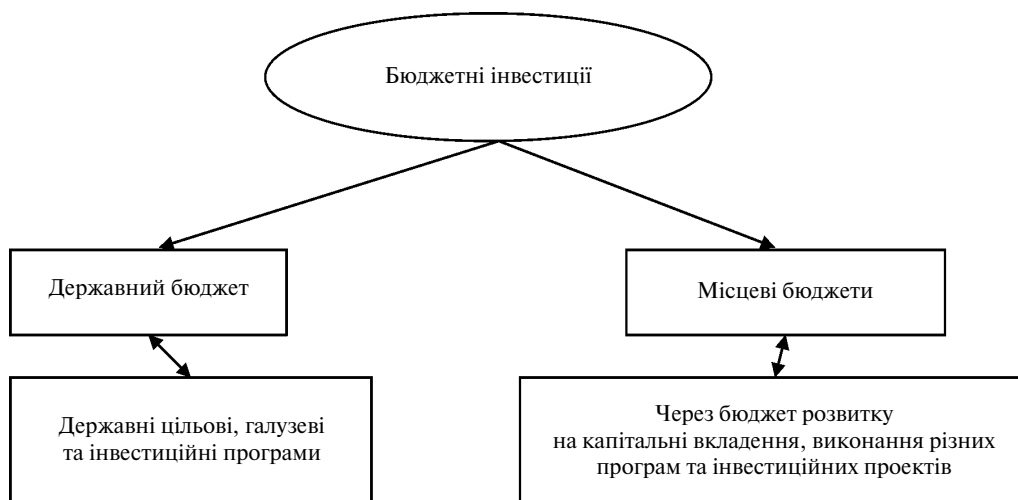 Бюджетні інвестиції
Державний бюджет
Місцеві бюджети
Державні цільові, галузеві
та інвестиційні програми
Через бюджет розвитку
на капітальні вкладення, виконання різних
програм та інвестиційних проектів